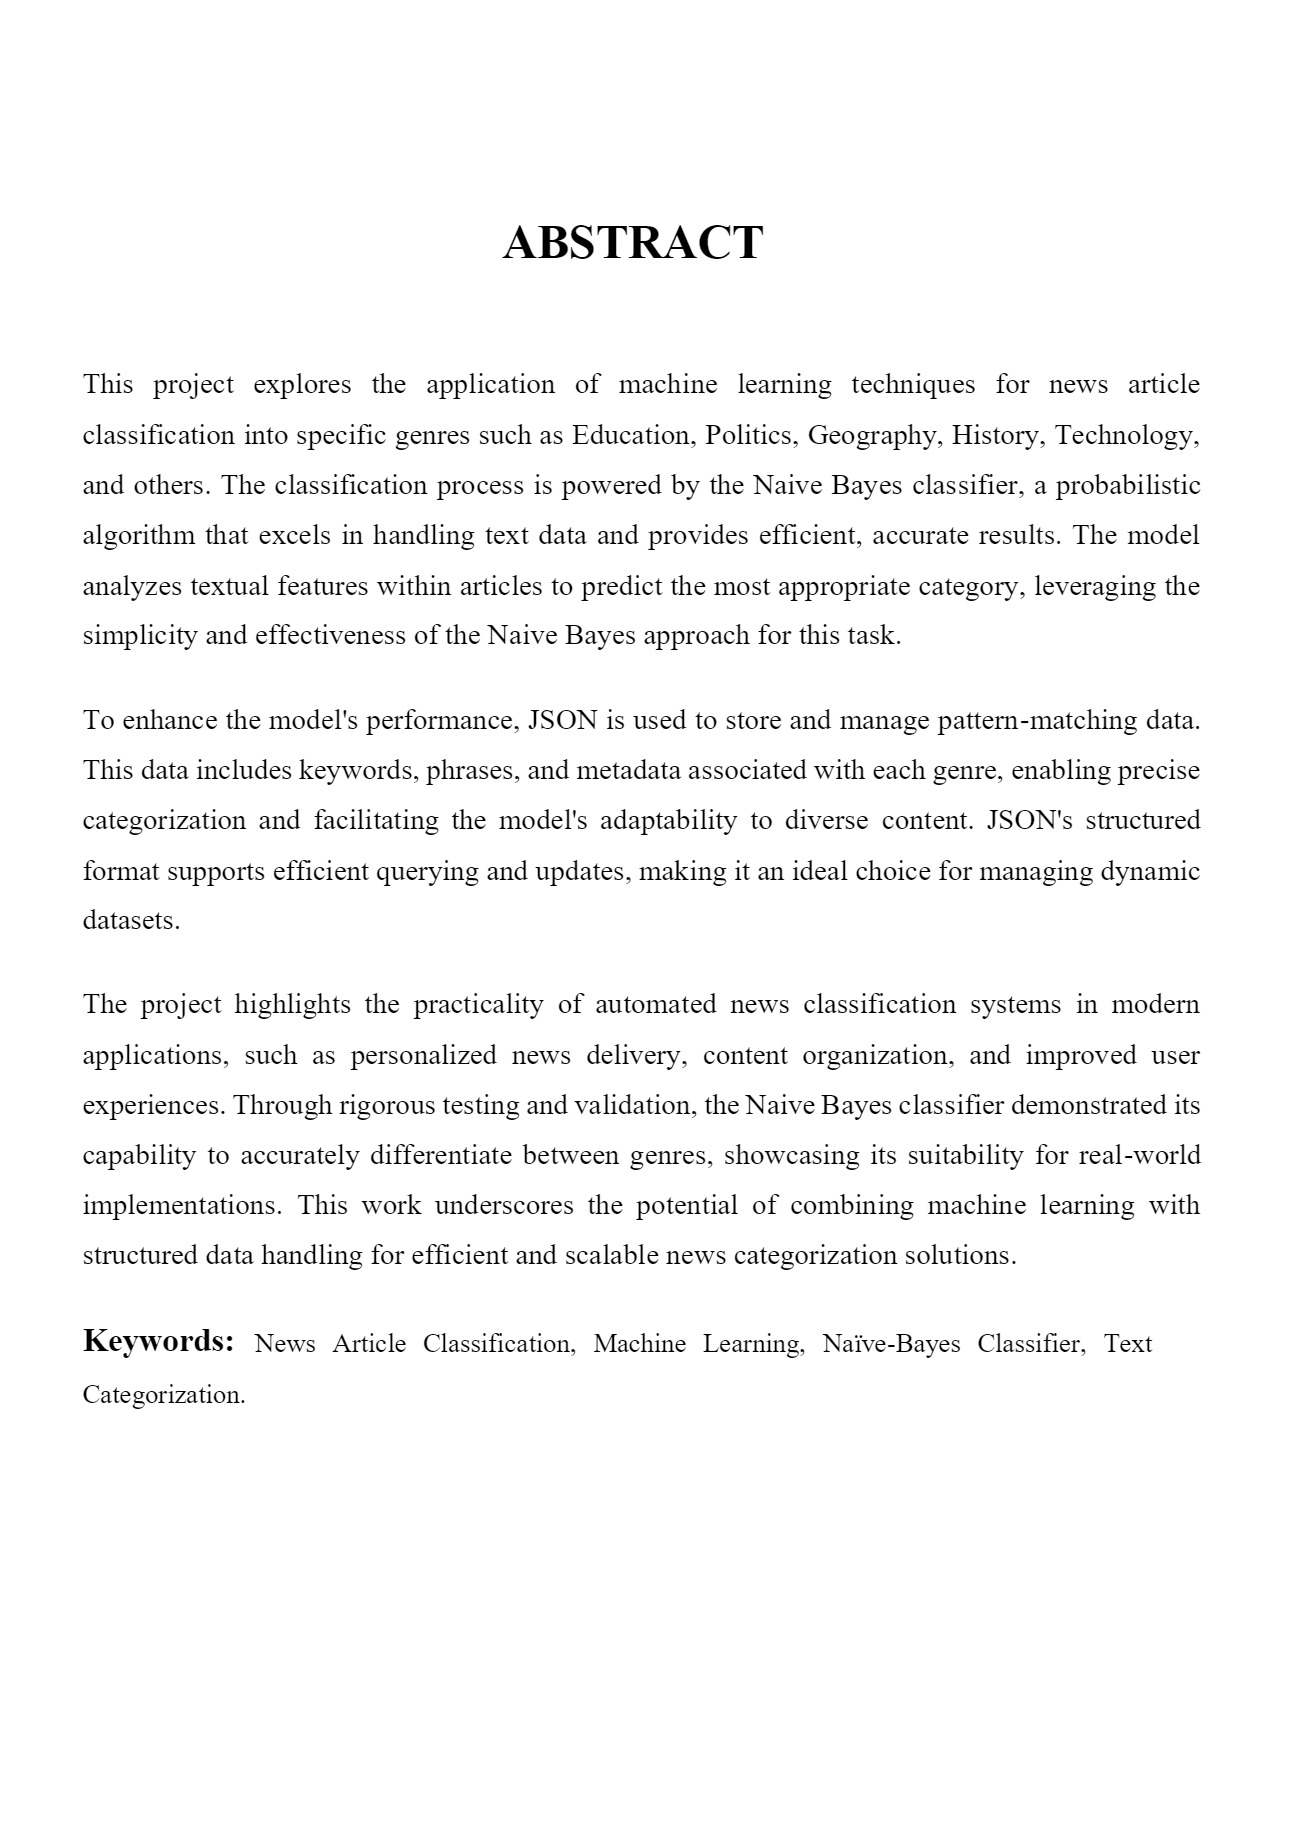 ABSTRACT
This project explores the application of machine learning techniques for news article
classification into specific genres such as Education, Politics, Geography, History, Technology,
and others. The classification process is powered by the Naive Bayes classifier, a probabilistic
algorithm that excels in handling text data and provides efficient, accurate results. The model
analyzes textual features within articles to predict the most appropriate category, leveraging the
simplicity and effectiveness of the Naive Bayes approach for this task.
To enhance the model's performance, JSON is used to store and manage pattern-matching data.
This data includes keywords, phrases, and metadata associated with each genre, enabling precise
categorization and facilitating the model's adaptability to diverse content. JSON's structured
format supports efficient querying and updates, making it an ideal choice for managing dynamic
datasets.
The project highlights the practicality of automated news classification systems in modern
applications, such as personalized news delivery, content organization, and improved user
experiences. Through rigorous testing and validation, the Naive Bayes classifier demonstrated its
capability to accurately differentiate between genres, showcasing its suitability for real-world
implementations. This work underscores the potential of combining machine learning with
structured data handling for efficient and scalable news categorization solutions.
Keywords: News Article Classification, Machine Learning, Naïve-Bayes Classifier, Text
Categorization.